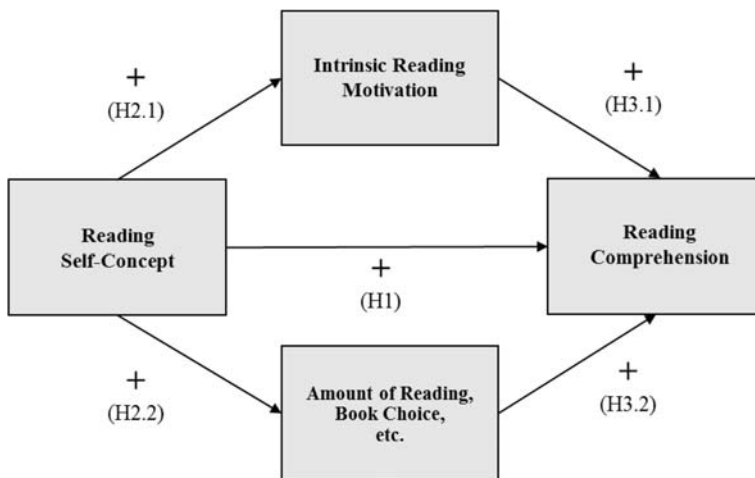 Intrinsic Reading
Motivation
+
(H2.1)
+
(H3.1)
Reading
Self-Concept
Reading
Comprehension
+
(H1)
Amount of Reading,
Book Choice,
etc.
+
(H2.2)
+
(H3.2)